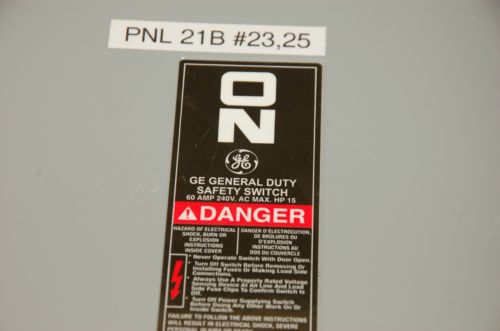 PNL 21B #23,25
ON
GE
GE GENERAL DUTY
SAFETY SWITCH
60 AMP 240V. AC MAX. HP 15
DANGER
HAZARD OF ELECTRICAL
SHOCK, BURN OR
EXPLOSION
INSTRUCTIONS
INSIDE COVER
DANGER D'ELECTROCUTION,
DE BRÛLURES OU
D'EXPLOSION
INSTRUCTIONS AU
DOS DU COUVERCLE
* Never Operate Switch with Door Open.
* Turn Off Switch Before Removing Or
Installing Fuses Or Making Load Side
Connections.
* Always Use A Properly Rated Voltage
Sensing Device At All Line And Load
Side Fuse Clips To Confirm Switch Is
Off.
* Turn Off Power Supplying Switch
Before Doing Any Other Work On Or
Inside Switch.
FAILURE TO FOLLOW THE ABOVE INSTRUCTIONS
WILL RESULT IN ELECTRICAL SHOCK, SEVERE